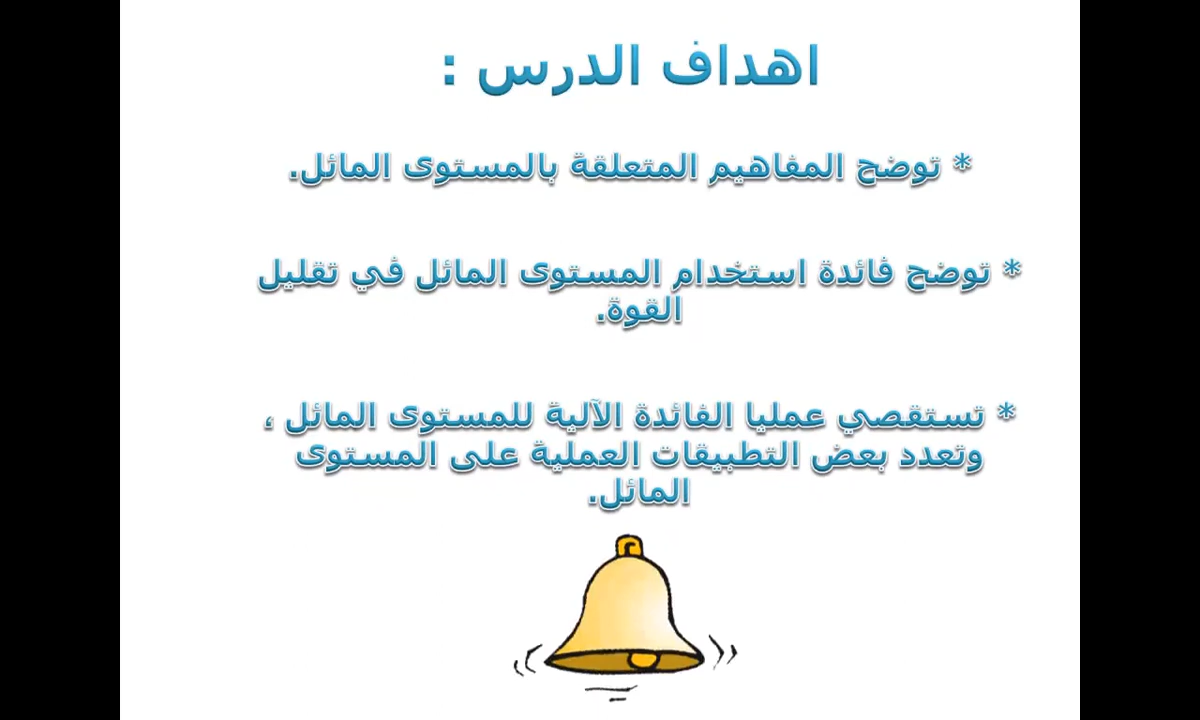 اهداف الدرس :
* توضح المفاهيم المتعلقة بالمستوى المائل.
* توضح فائدة استخدام المستوى المائل في تقليل
القوة.
* تستقصي عمليا الفائدة الآلية للمستوى المائل ،
وتعدد بعض التطبيقات العملية على المستوى
المائل.